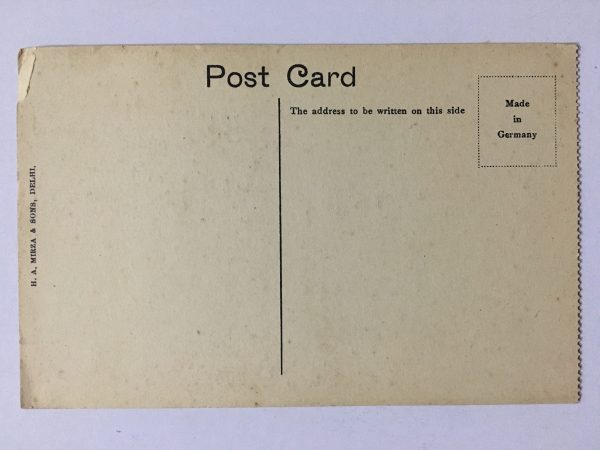 Post Card
The address to be written on this side
Made
in
Germany
H. A. MIRZA & SONS, DELHI.